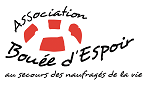 Association
Bouée d'Espoir
au secours des naufragés de la vie